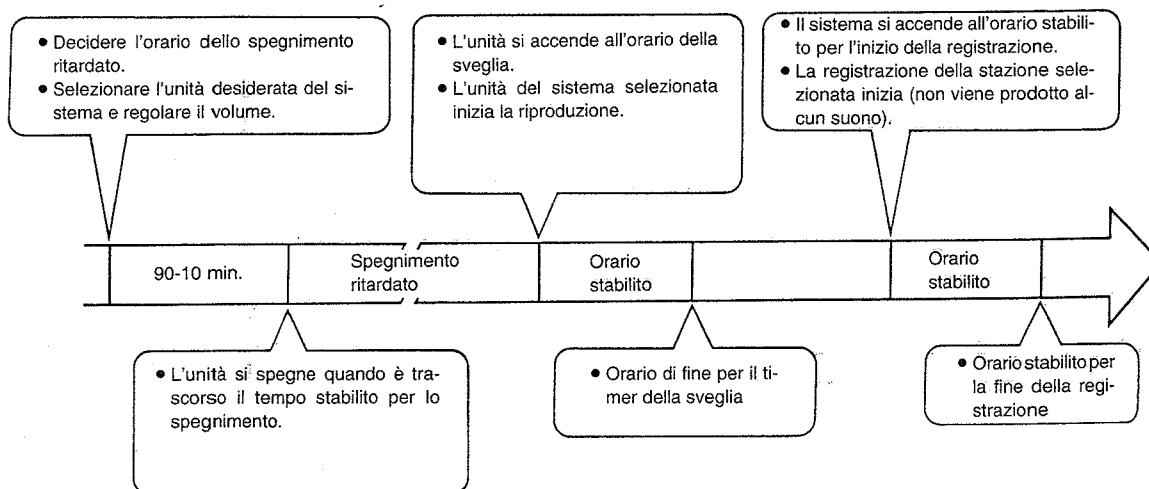 ● Decidere l'orario dello spegnimento
ritardato.
● Selezionare l'unità desiderata del si-
stema e regolare il volume.
● L'unità si accende all'orario della
sveglia.
● L'unità del sistema selezionata
inizia la riproduzione.
● Il sistema si accende all'orario stabili-
to per l'inizio della registrazione.
● La registrazione della stazione sele-
zionata inizia (non viene prodotto al-
cun suono).
90-10 min.
Spegnimento
ritardato
Orario
stabilito
Orario
stabilito
● L'unità si spegne quando è tra-
scorso il tempo stabilito per lo
spegnimento.
● Orario di fine per il ti-
mer della sveglia
● Orario stabilito per
la fine della regi-
strazione